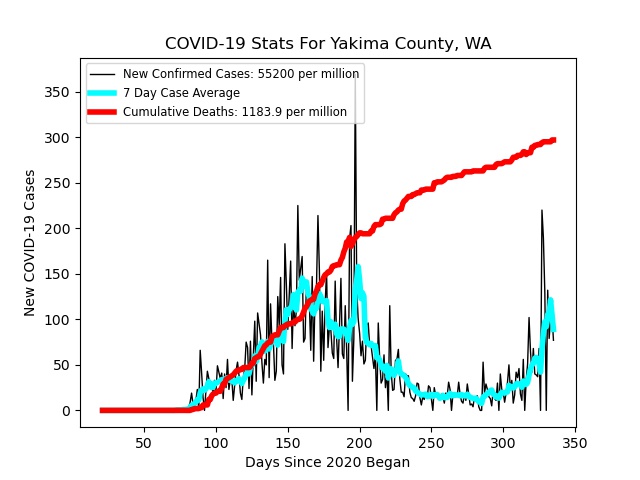 COVID-19 Stats For Yakima County, WA
New Confirmed Cases: 55200 per million
7 Day Case Average
Cumulative Deaths: 1183.9 per million
New COVID-19 Cases
350
300
250
200
150
100
50
0
50
100
150
200
250
300
350
Days Since 2020 Began